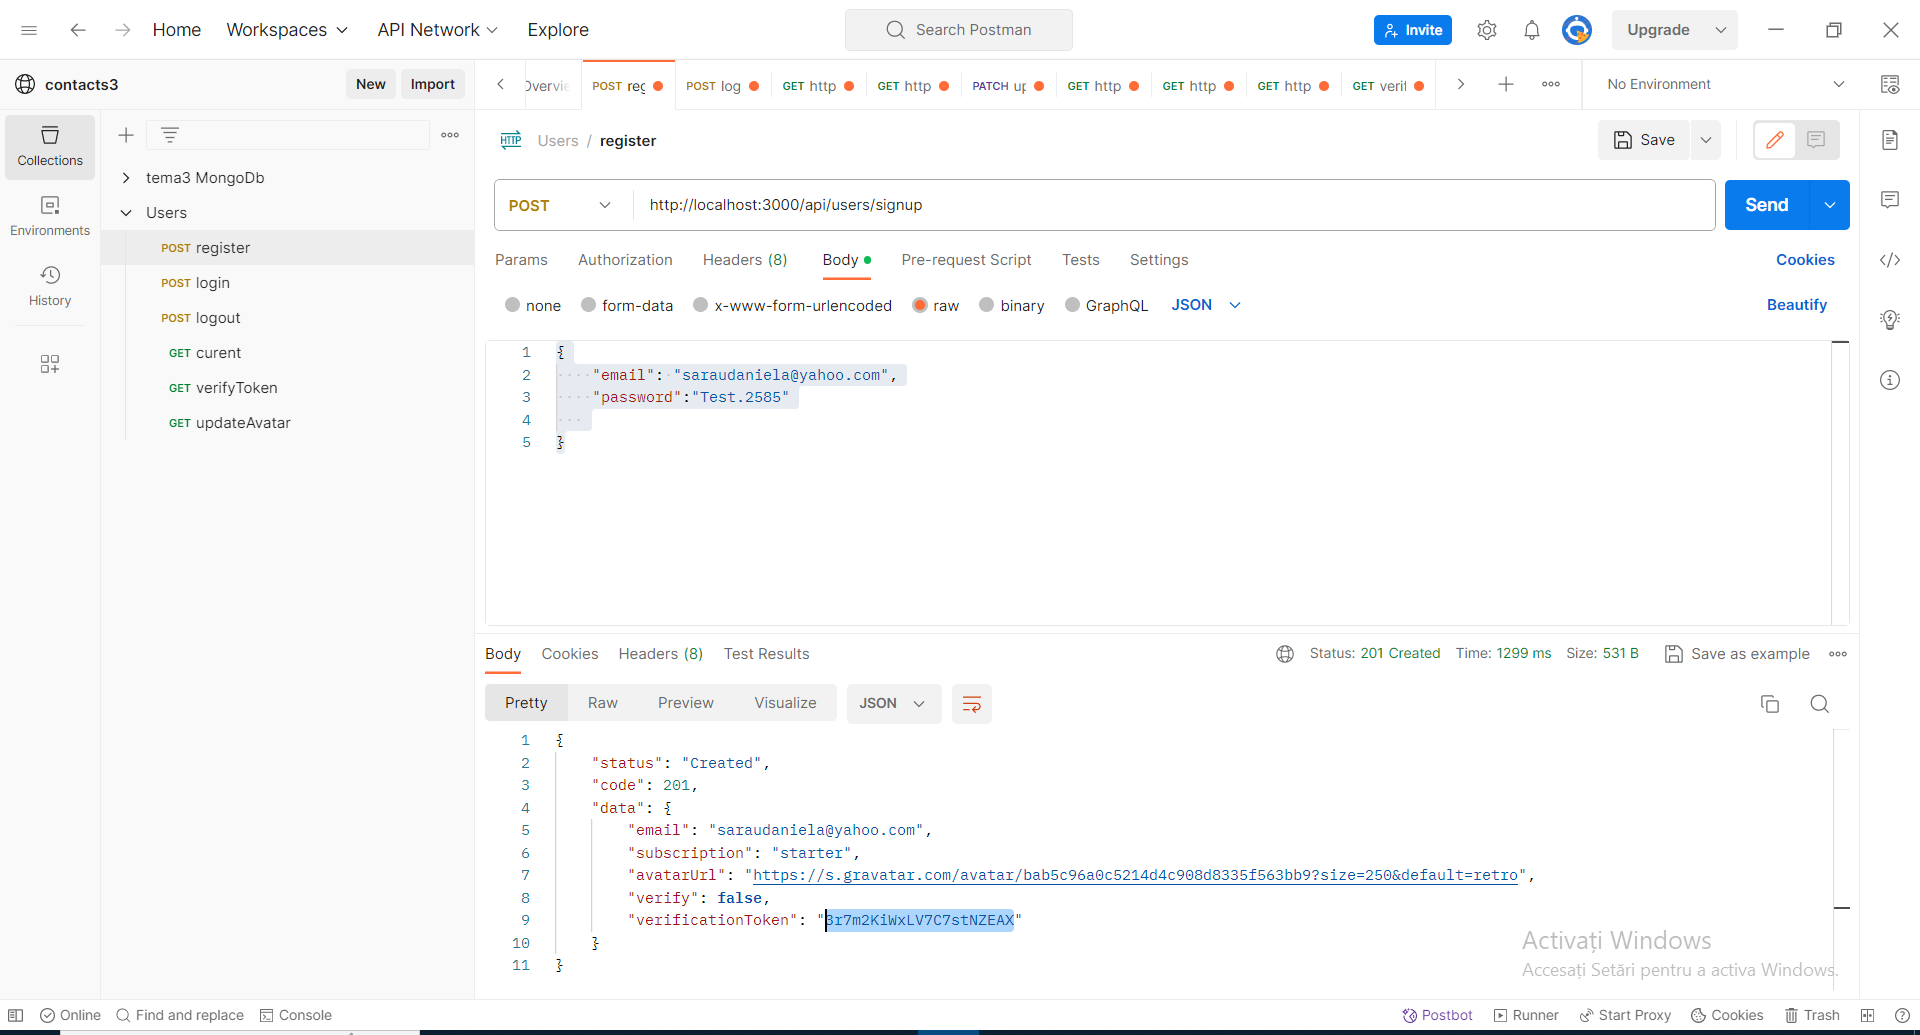 Home
Workspaces
API Network
Explore
Search Postman
Invite
Upgrade
contacts3
New
Import
Overvie
POST reg
POST log
GET http
GET http
PATCH up
GET http
GET http
GET http
GET verif
No Environment
Collections
Environments
History
tema3 MongoDb
Users
POST register
POST login
POST logout
GET curent
GET verifyToken
GET updateAvatar
HTTP Users / register
Save
POST
http://localhost:3000/api/users/signup
Send
Params
Authorization
Headers (8)
Body
Pre-request Script
Tests
Settings
Cookies
none
form-data
x-www-form-urlencoded
raw
binary
GraphQL
JSON
Beautify
1 {
2 "email": "saraudaniela@yahoo.com",
3 "password":"Test.2585"
4
5 }
Body
Cookies
Headers (8)
Test Results
Status: 201 Created
Time: 1299 ms
Size: 531 B
Save as example
Pretty
Raw
Preview
Visualize
JSON
1 {
2 "status": "Created",
3 "code": 201,
4 "data": {
5 "email": "saraudaniela@yahoo.com",
6 "subscription": "starter",
7 "avatarUrl": "https://s.gravatar.com/avatar/bab5c96a0c5214d4c908d8335f563bb9?size=250&default=retro",
8 "verify": false,
9 "verificationToken": "3r7m2KiWxLV7C7stNZEAX"
10 }
11 }
Activați Windows
Accesați Setări pentru a activa Windows.
Online
Find and replace
Console
Postbot
Runner
Start Proxy
Cookies
Trash